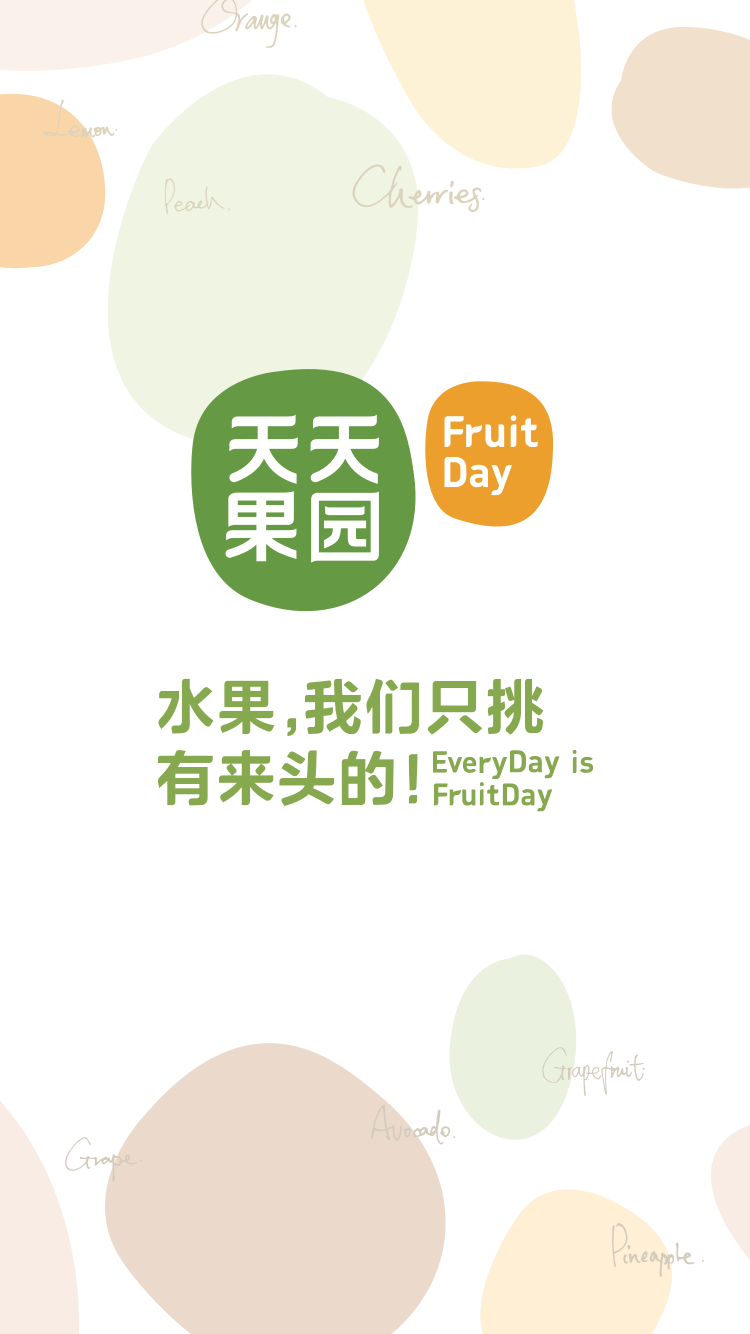 Orange.
Lemon.
Peach.
Cherries.
天天
果园
Fruit
Day
水果,我们只挑
有来头的!
EveryDay is
FruitDay
Grapefruit.
Avocado.
Grape.
Pineapple.